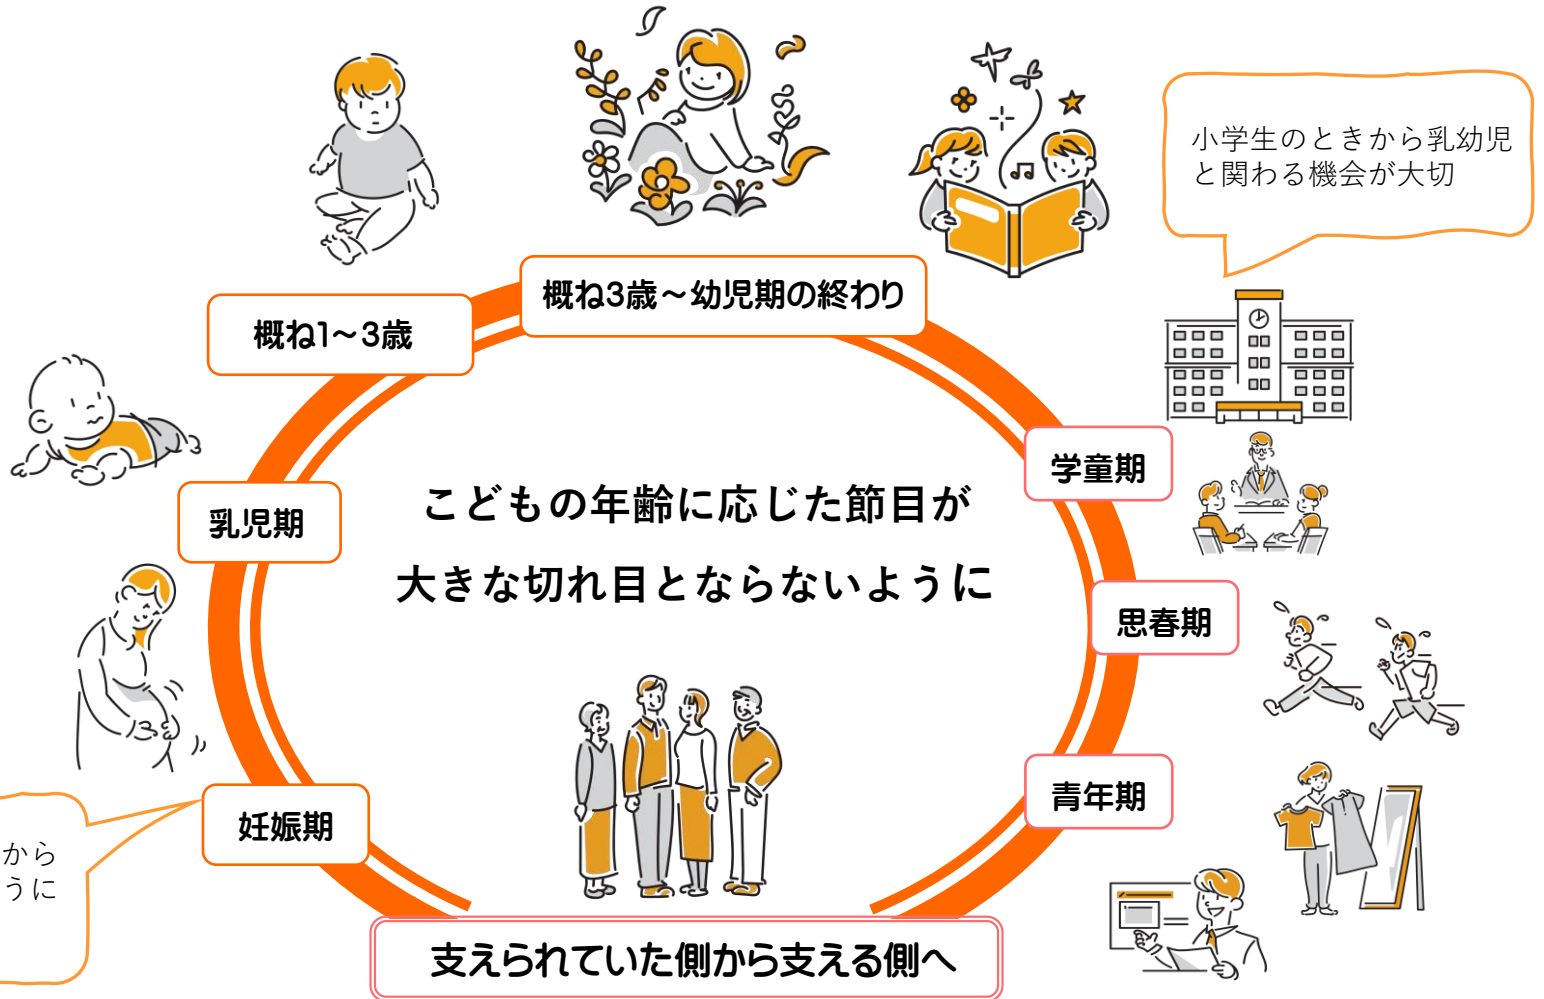 小学生のときから乳幼児
と関わる機会が大切
概ね3歳～幼児期の終わり
概ね1～3歳
学童期
乳児期
こどもの年齢に応じた節目が
大きな切れ目とならないように
思春期
青年期
妊娠期
から
うに
支えられていた側から支える側へ